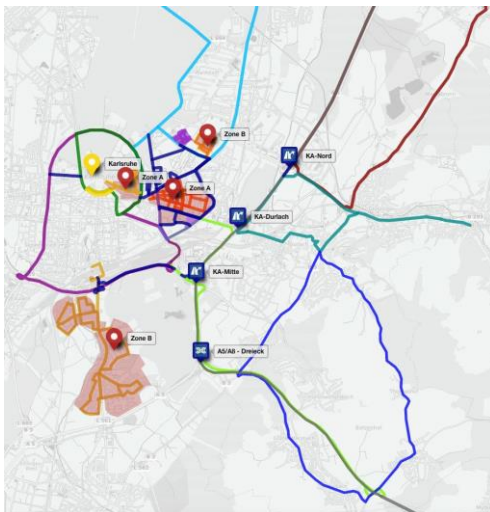 Zone B
KA-Nord
Karlsruhe
Zone A
Zone A
KA-Durlach
KA-Mitte
Zone B
A5/A8 - Dreieck